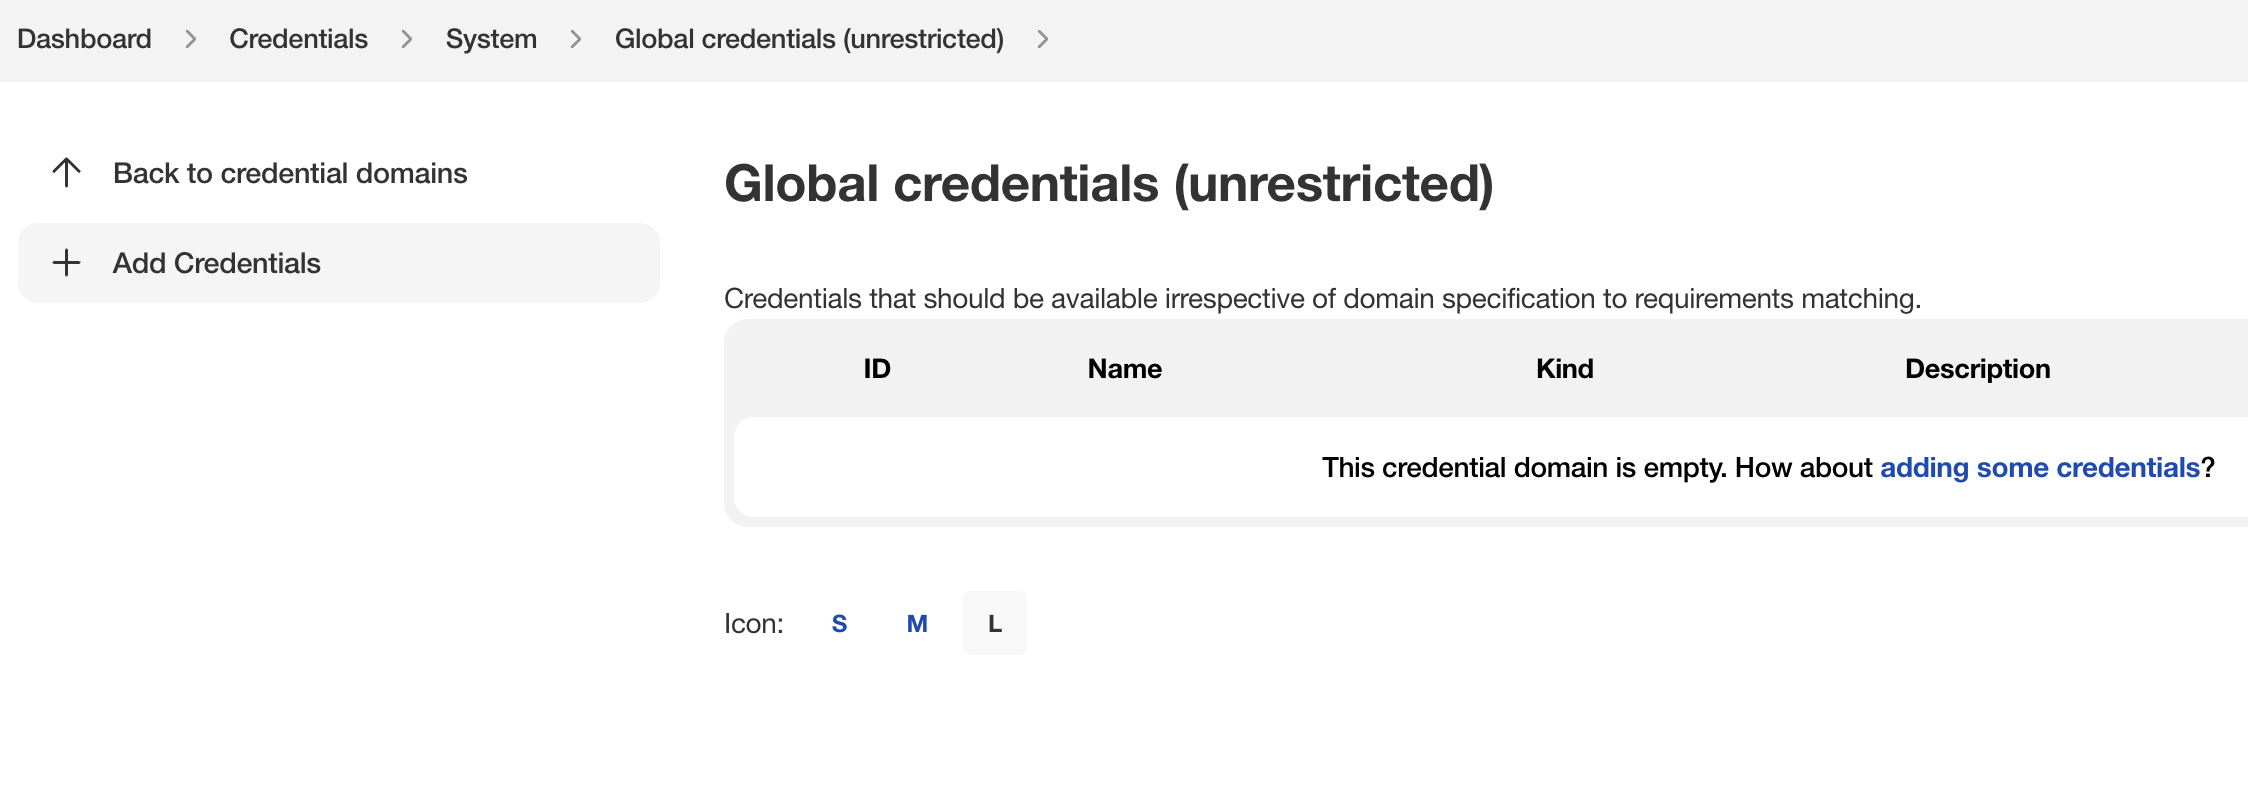 Dashboard > Credentials > System > Global credentials (unrestricted) >
Back to credential domains
Add Credentials
Global credentials (unrestricted)
Credentials that should be available irrespective of domain specification to requirements matching.
ID Name Kind Description
This credential domain is empty. How about adding some credentials?
Icon: S M L